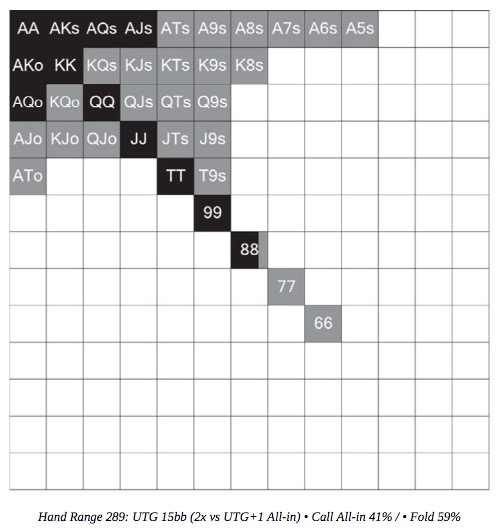 AA AKs AQs AJs ATs A9s A8s A7s A6s A5s
AKo KK KQs KJs KTs K9s K8s
AQo KQo QQ QJs QTs Q9s
AJo KJo QJo JJ JTs J9s
ATo TT T9s
99
88
77
66
Hand Range 289: UTG 15bb (2x vs UTG+1 All-in) • Call All-in 41% / • Fold 59%